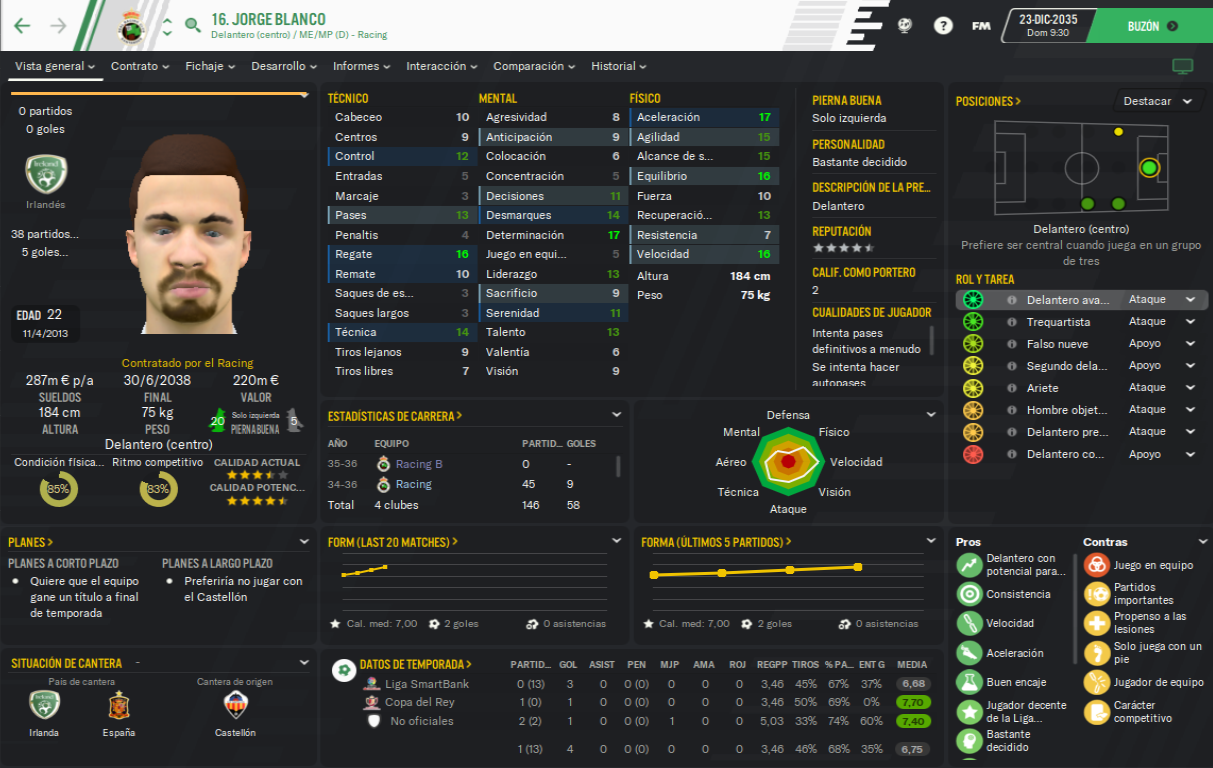 16. JORGE BLANCO
Delantero (centro) / ME/MP (D) - Racing
?
FM
23-DIC-2035
Dom 9:30
BUZÓN
Vista general
Contrato
Fichaje
Desarrollo
Informes
Interacción
Comparación
Historial
0 partidos
0 goles
Ireland
Irlandés
38 partidos...
5 goles...
EDAD 22
11/4/2013
Contratado por el Racing
287m € p/a
SUELDOS
30/6/2038
FINAL
220m €
VALOR
184 cm
ALTURA
75 kg
PESO
20
Solo izquierda
PIERNA BUENA
5
Delantero (centro)
Condición física...
85%
Ritmo competitivo
83%
CALIDAD ACTUAL
CALIDAD POTENC...
TÉCNICO
Cabeceo 10
Centros 9
Control 12
Entradas 5
Marcaje 3
Pases 13
Penaltis 4
Regate 16
Remate 10
Saques de es... 3
Saques largos 3
Técnica 14
Tiros lejanos 9
Tiros libres 7
MENTAL
Agresividad 8
Anticipación 9
Colocación 6
Concentración 5
Decisiones 11
Desmarques 14
Determinación 17
Juego en equi... 5
Liderazgo 13
Sacrificio 9
Serenidad 11
Talento 13
Valentía 6
Visión 9
FÍSICO
Aceleración 17
Agilidad 15
Alcance de s... 15
Equilibrio 16
Fuerza 10
Recuperació... 13
Resistencia 7
Velocidad 16
Altura 184 cm
Peso 75 kg
PIERNA BUENA
Solo izquierda
PERSONALIDAD
Bastante decidido
DESCRIPCIÓN DE LA PRE...
Delantero
REPUTACIÓN
CALIF. COMO PORTERO
2
CUALIDADES DE JUGADOR
Intenta pases
definitivos a menudo
Se intenta hacer
autopases
POSICIONES >
Destacar
Delantero (centro)
Prefiere ser central cuando juega en un grupo
de tres
ROL Y TAREA
Delantero ava... Ataque
Trequartista Ataque
Falso nueve Apoyo
Segundo dela... Apoyo
Ariete Ataque
Hombre objet... Ataque
Delantero pre... Ataque
Delantero co... Apoyo
ESTADÍSTICAS DE CARRERA >
AÑO EQUIPO PARTID... GOLES
35-36 Racing B 0 -
34-36 Racing 45 9
Total 4 clubes 146 58
Defensa
Mental Físico
Aéreo Velocidad
Técnica Visión
Ataque
PLANES >
PLANES A CORTO PLAZO
Quiere que el equipo
gane un título a final
de temporada
PLANES A LARGO PLAZO
Preferiría no jugar con
el Castellón
FORM (LAST 20 MATCHES) >
Cal. med: 7,00 2 goles 0 asistencias
FORMA (ÚLTIMOS 5 PARTIDOS) >
Cal. med: 7,00 2 goles 0 asistencias
Pros
Delantero con
potencial para...
Consistencia
Velocidad
Aceleración
Buen encaje
Jugador decente
de la Liga...
Bastante
decidido
Contras
Juego en equipo
Partidos
importantes
Propenso a las
lesiones
Solo juega con un
pie
Jugador de equipo
Carácter
competitivo
SITUACIÓN DE CANTERA -
País de cantera
Irlanda
España
Cantera de origen
Castellón
DATOS DE TEMPORADA >
PARTID... GOL ASIST PEN MJP AMA ROJ REGPP TIROS % PA... ENT G MEDIA
Liga SmartBank 0 (13) 3 0 0 (0) 0 0 0 3,46 45% 67% 37% 6,68
Copa del Rey 1 (0) 1 0 0 (0) 0 0 0 3,46 50% 69% 0% 7,70
No oficiales 2 (2) 1 0 0 (0) 1 0 0 5,03 33% 74% 60% 7,40
1 (13) 4 0 0 (0) 0 0 0 3,46 46% 68% 35% 6,75